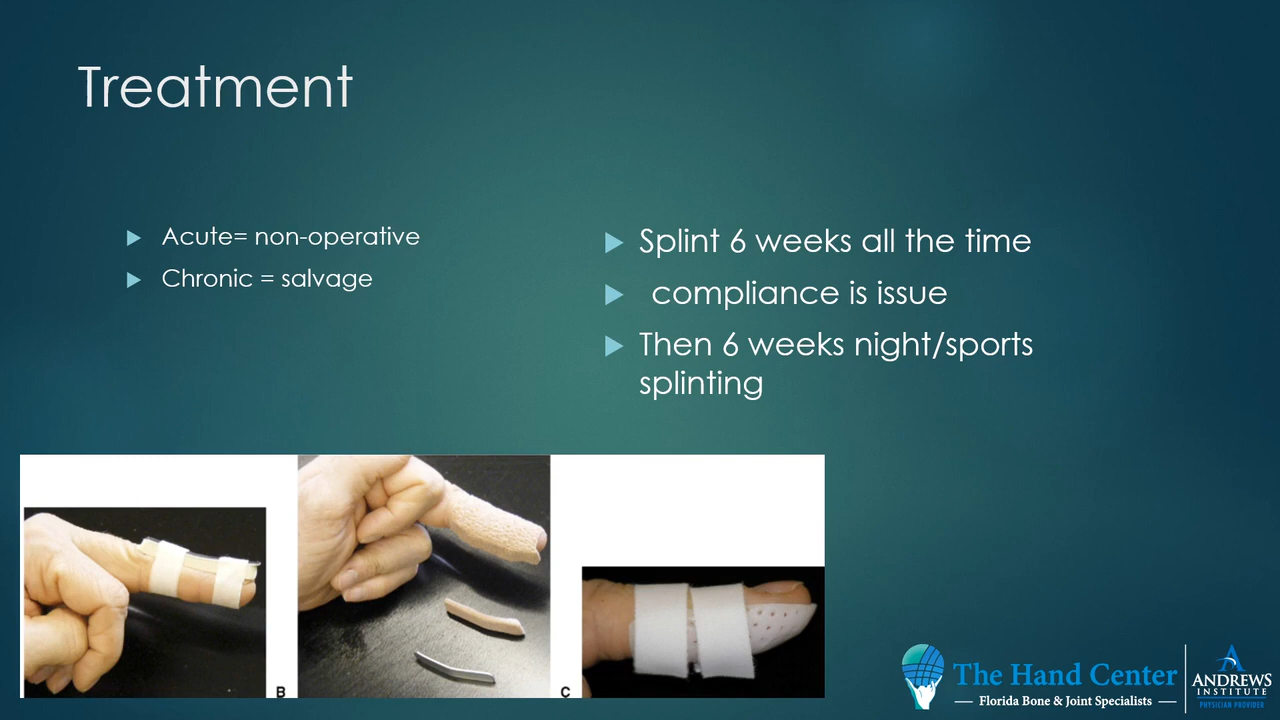 Treatment
Acute= non-operative
Chronic = salvage
Splint 6 weeks all the time
compliance is issue
Then 6 weeks night/sports
splinting
B
C
The Hand Center
Florida Bone & Joint Specialists
ANDREWS
INSTITUTE
PHYSICIAN PROVIDER